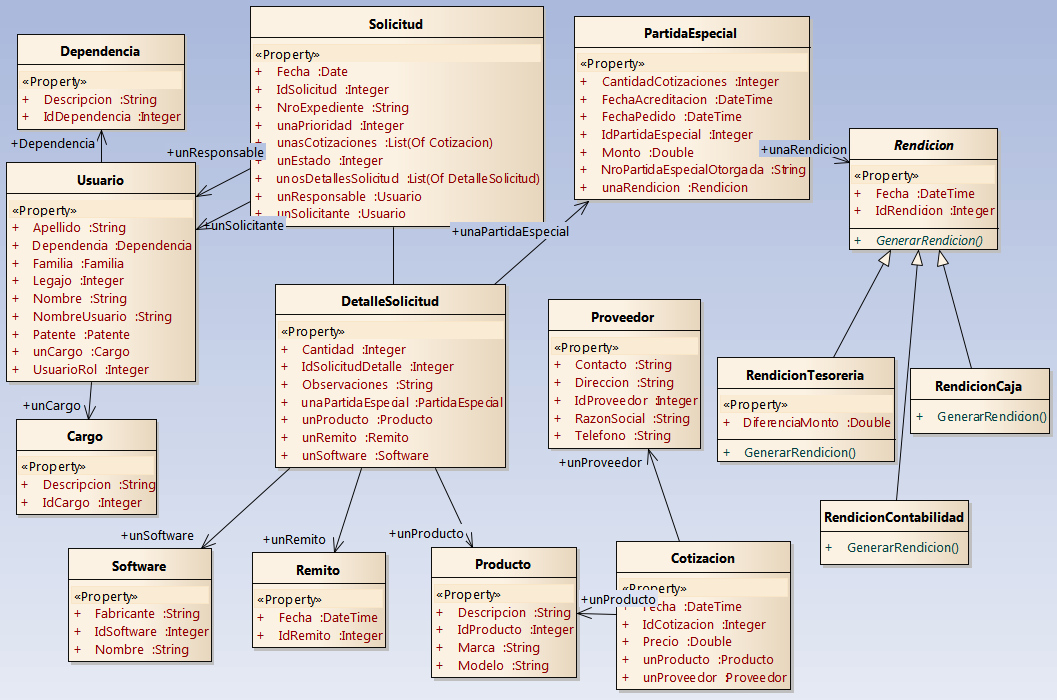 Dependencia
«Property»
+ Descripcion :String
+ IdDependencia :Integer
+Dependencia
Solicitud
«Property»
+ Fecha :Date
+ IdSolicitud :Integer
+ NroExpediente :String
+ unaPrioridad :Integer
+ unasCotizaciones :List(Of Cotizacion)
+ unEstado :Integer
+ unosDetallesSolicitud :List(Of DetalleSolicitud)
+ unResponsable :Usuario
+ unSolicitante :Usuario
+unResponsable
+unSolicitante
PartidaEspecial
«Property»
+ CantidadCotizaciones :Integer
+ FechaAcreditacion :DateTime
+ FechaPedido :DateTime
+ IdPartidaEspecial :Integer
+ Monto :Double
+ NroPartidaEspecialOtorgada :String
+ unaRendicion :Rendicion
+unaRendicion
Rendicion
«Property»
+ Fecha :DateTime
+ IdRendicion :Integer
+ GenerarRendicion()
Usuario
«Property»
+ Apellido :String
+ Dependencia :Dependencia
+ Familia :Familia
+ Legajo :Integer
+ Nombre :String
+ NombreUsuario :String
+ Patente :Patente
+ unCargo :Cargo
+ UsuarioRol :Integer
+unaPartidaEspecial
DetalleSolicitud
«Property»
+ Cantidad :Integer
+ IdSolicitudDetalle :Integer
+ Observaciones :String
+ unaPartidaEspecial :PartidaEspecial
+ unProducto :Producto
+ unRemito :Remito
+ unSoftware :Software
Proveedor
«Property»
+ Contacto :String
+ Direccion :String
+ IdProveedor :Integer
+ RazonSocial :String
+ Telefono :String
+unProveedor
RendicionTesoreria
«Property»
+ DiferenciaMonto :Double
+ GenerarRendicion()
RendicionCaja
+ GenerarRendicion()
+unCargo
Cargo
«Property»
+ Descripcion :String
+ IdCargo :Integer
RendicionContabilidad
+ GenerarRendicion()
+unSoftware
+unRemito
+unProducto
Software
«Property»
+ Fabricante :String
+ IdSoftware :Integer
+ Nombre :String
Remito
«Property»
+ Fecha :DateTime
+ IdRemito :Integer
Producto
«Property»
+ Descripcion :String
+ IdProducto :Integer
+ Marca :String
+ Modelo :String
+unProducto
Cotizacion
«Property»
+ Fecha :DateTime
+ IdCotizacion :Integer
+ Precio :Double
+ unProducto :Producto
+ unProveedor :Proveedor